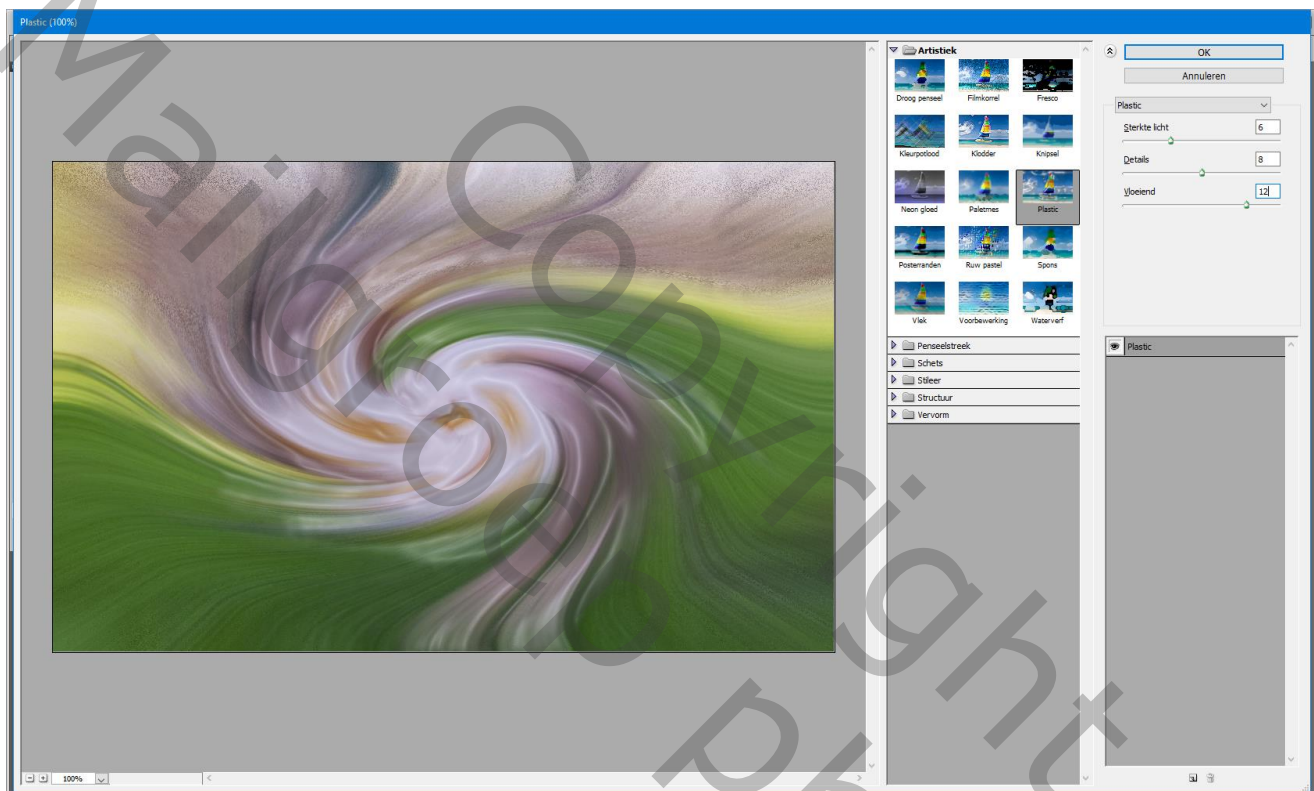 Plastic (100%)
Artistiek
Droog penseel
Filmkorrel
Fresco
Kleurpotlood
Klodder
Knipsel
Neon gloed
Paletmes
Plastic
Posterranden
Ruw pastel
Spons
Vlek
Voorbewerking
Waterverf
Penseelstreek
Schets
Stileer
Structuur
Vervorm
OK
Annuleren
Plastic
Sterkte licht 6
Details 8
Vloeiend 12
Plastic
100%
Copyright